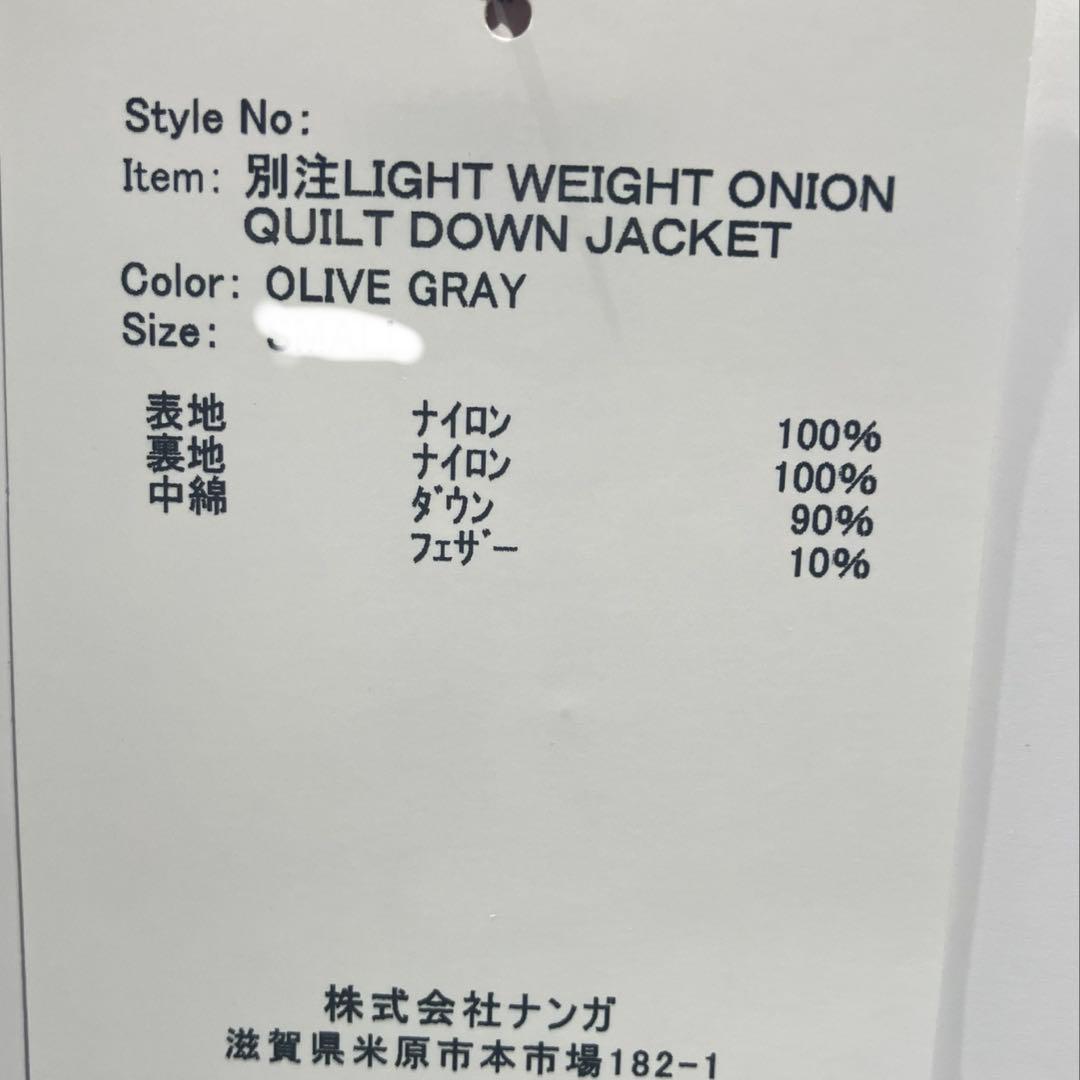 Style No:
Item: 別注LIGHT WEIGHT ONION
QUILT DOWN JACKET
Color: OLIVE GRAY
Size:
表地 ナイロン 100%
裏地 ナイロン 100%
中綿 ダウン 90%
フェザー 10%
株式会社ナンガ
滋賀県米原市本市場182-1